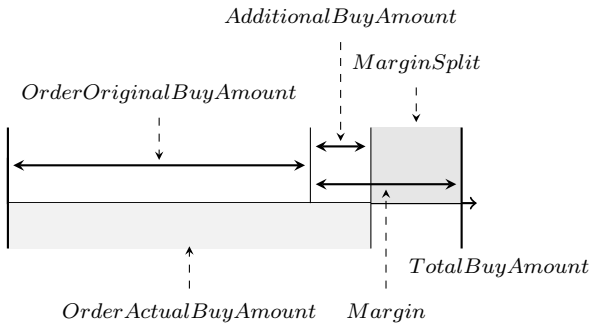 AdditionalBuyAmount
MarginSplit
OrderOriginalBuyAmount
TotalBuyAmount
OrderActualBuyAmount
Margin